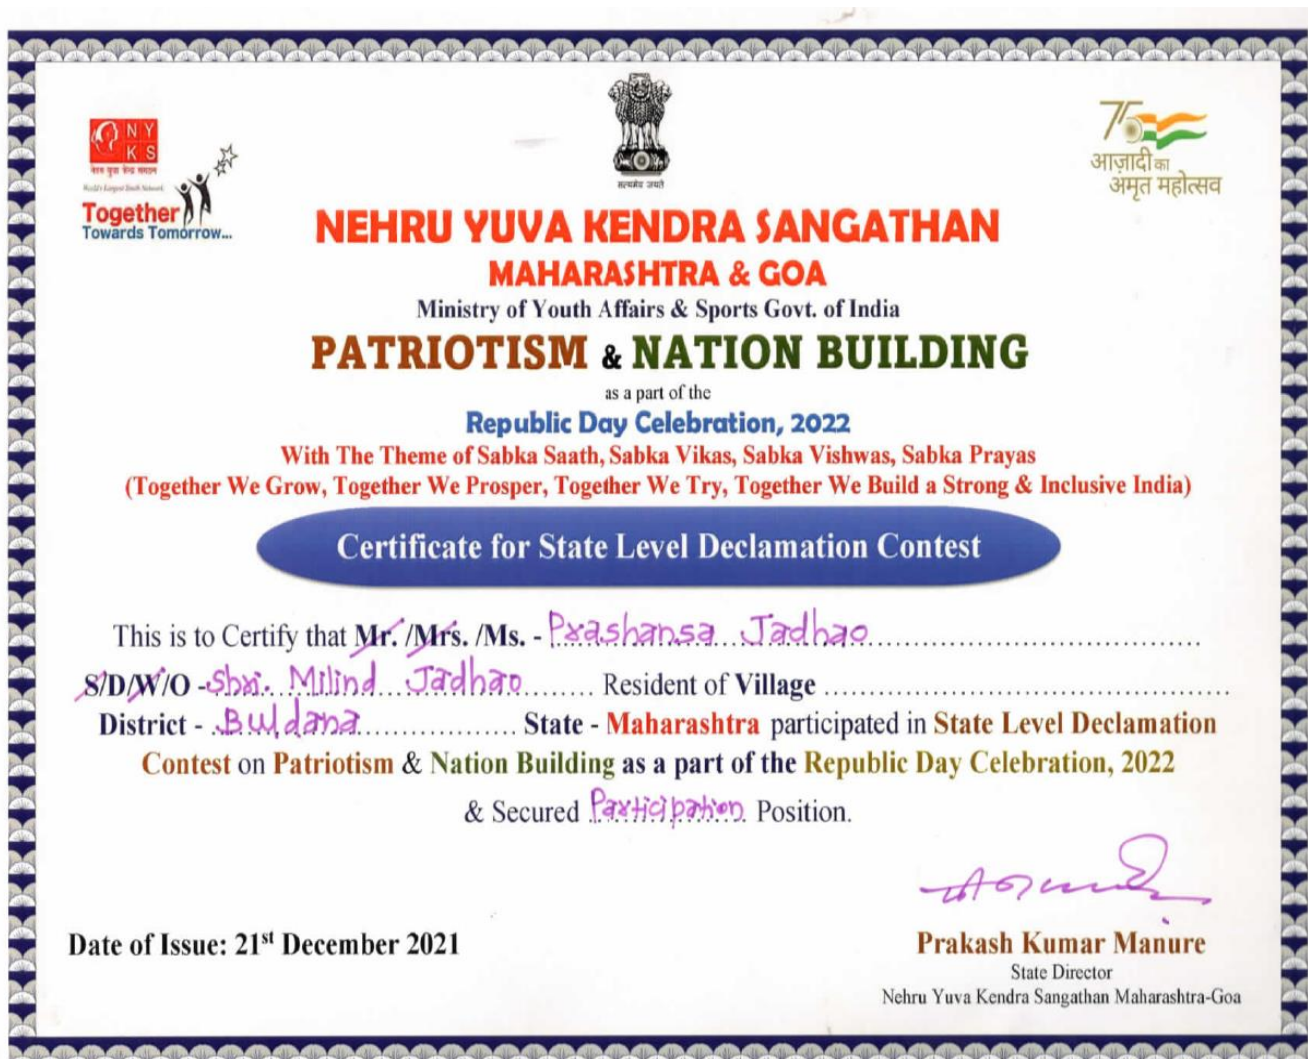 N Y
K S
नेहरू युवा केन्द्र संगठन
World's Largest Youth Network
Together
Towards Tomorrow...
सत्यमेव जयते
75
आज़ादी का
अमृत महोत्सव
NEHRU YUVA KENDRA SANGATHAN
MAHARASHTRA & GOA
Ministry of Youth Affairs & Sports Govt. of India
PATRIOTISM & NATION BUILDING
as a part of the
Republic Day Celebration, 2022
With The Theme of Sabka Saath, Sabka Vikas, Sabka Vishwas, Sabka Prayas
(Together We Grow, Together We Prosper, Together We Try, Together We Build a Strong & Inclusive India)
Certificate for State Level Declamation Contest
This is to Certify that Mr. /Mrs. /Ms. - Prashansa Jadhao
S/D/W/O - Shri. Milind Jadhao Resident of Village
District - Buldana State - Maharashtra participated in State Level Declamation
Contest on Patriotism & Nation Building as a part of the Republic Day Celebration, 2022
& Secured Participation Position.
Date of Issue: 21st December 2021
Prakash Kumar Manure
State Director
Nehru Yuva Kendra Sangathan Maharashtra-Goa